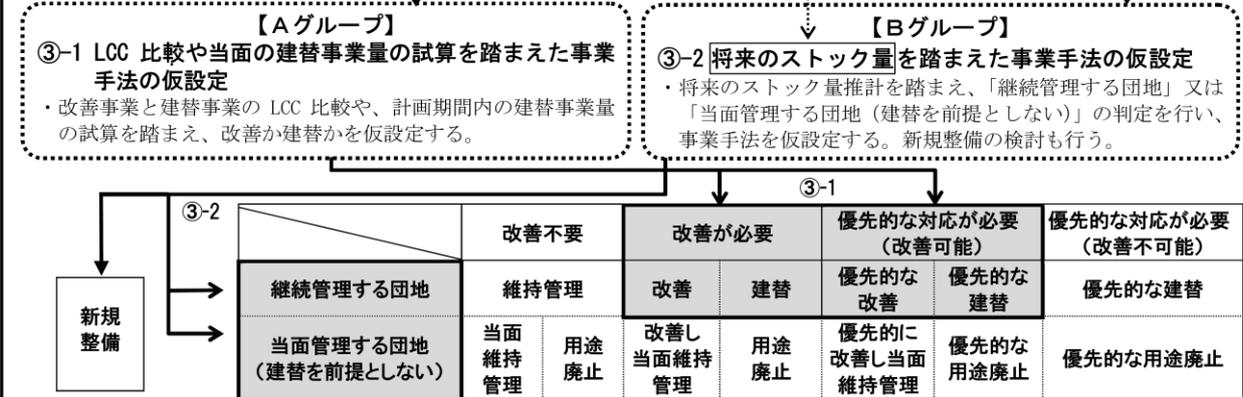 【Aグループ】
③-1 LCC 比較や当面の建替事業量の試算を踏まえた事業
手法の仮設定
・改善事業と建替事業の LCC 比較や、計画期間内の建替事業量
の試算を踏まえ、改善か建替かを仮設定する。
【Bグループ】
③-2 将来のストック量を踏まえた事業手法の仮設定
・将来のストック量推計を踏まえ、「継続管理する団地」又は
「当面管理する団地（建替を前提としない）」の判定を行い、
事業手法を仮設定する。新規整備の検討も行う。
③-1
③-2
新規
整備
改善不要
改善が必要
優先的な対応が必要
（改善可能）
優先的な対応が必要
（改善不可能）
継続管理する団地
維持管理
改善
建替
優先的な
改善
優先的な
建替
優先的な建替
当面管理する団地
（建替を前提としない）
当面
維持
管理
用途
廃止
改善し
当面維持
管理
用途
廃止
優先的に
改善し当面
維持管理
優先的な
用途廃止
優先的な用途廃止